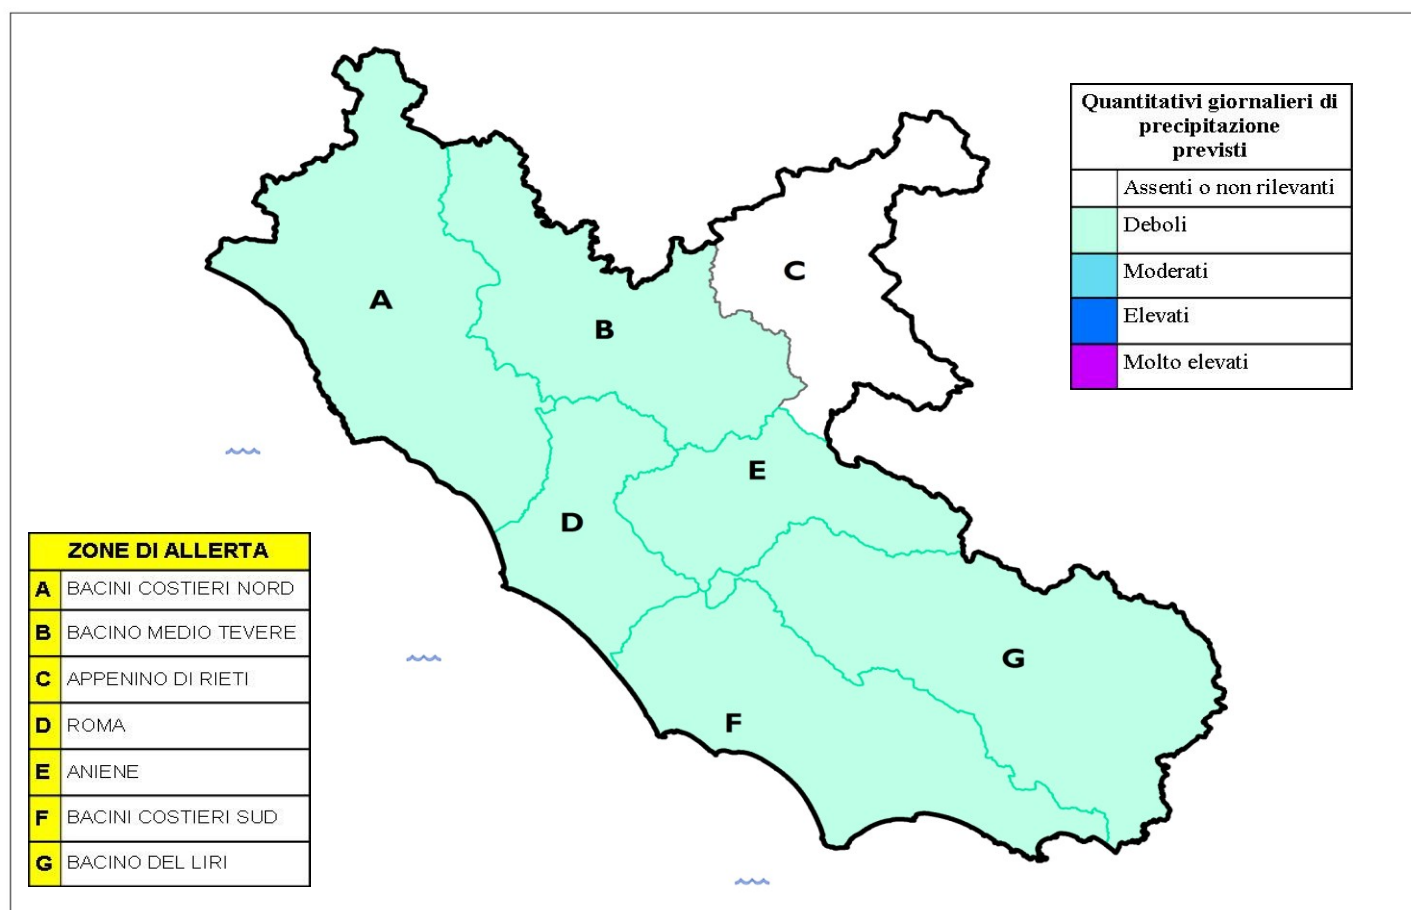 Quantitativi giornalieri di
precipitazione
previsti
Assenti o non rilevanti
Deboli
Moderati
Elevati
Molto elevati
A
B
C
E
D
G
F
ZONE DI ALLERTA
A BACINI COSTIERI NORD
B BACINO MEDIO TEVERE
C APPENINO DI RIETI
D ROMA
E ANIENE
F BACINI COSTIERI SUD
G BACINO DEL LIRI